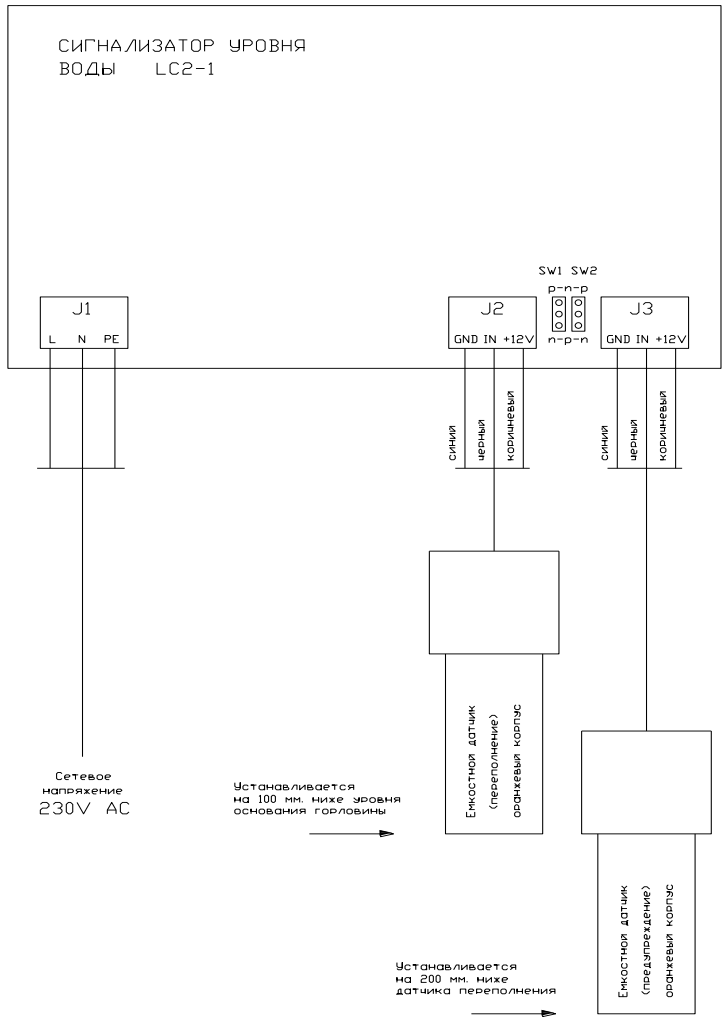 СИГНАЛИЗАТОР УРОВНЯ
ВОДЫ LC2-1
SW1 SW2
p-n-p
J1
J2
J3
L N PE
GND IN +12V
n-p-n
GND IN +12V
синий
черный
коричневый
синий
черный
коричневый
Емкостной датчик
(переполнение)
оранжевый корпус
Сетевое
напряжение
230V AC
Устанавливается
на 100 мм. ниже уровня
основания горловины
Емкостной датчик
(предупреждение)
оранжевый корпус
Устанавливается
на 200 мм. ниже
датчика переполнения